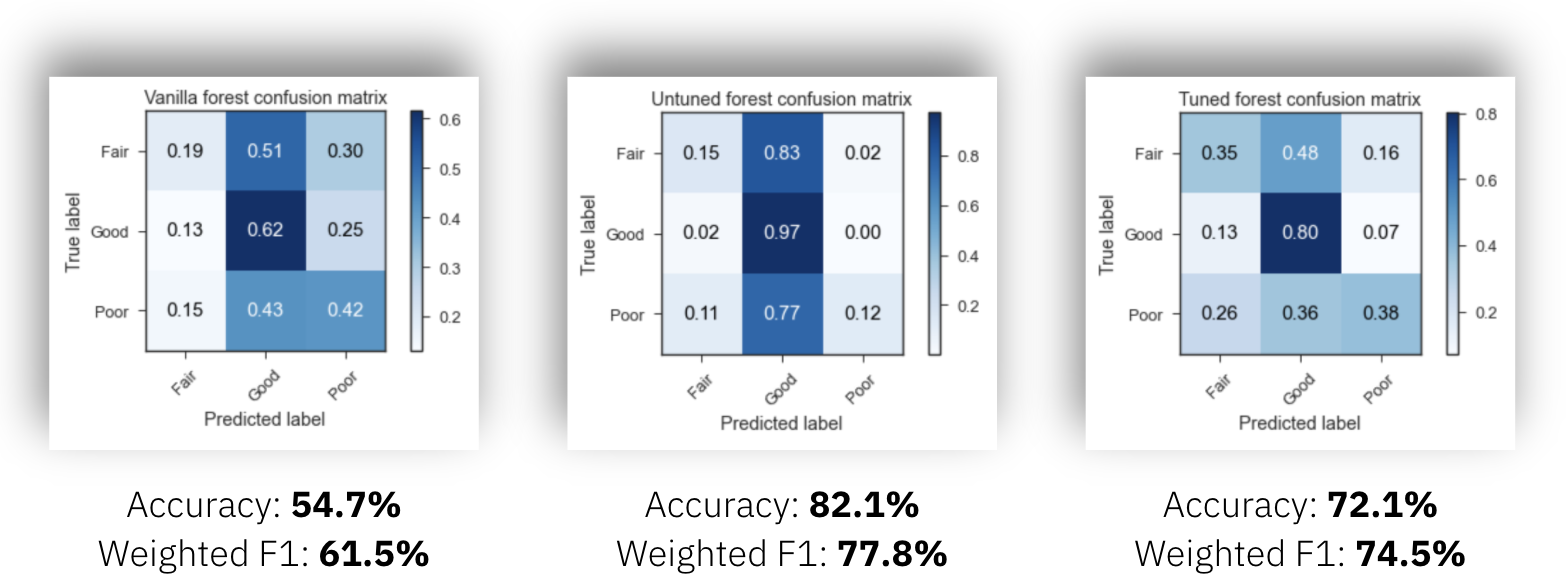 Vanilla forest confusion matrix
True label
Fair
Good
Poor
0.19 0.51 0.30
0.13 0.62 0.25
0.15 0.43 0.42
0.6
0.5
0.4
0.3
0.2
Fair Good Poor
Predicted label
Accuracy: 54.7%
Weighted F1: 61.5%
Untuned forest confusion matrix
True label
Fair
Good
Poor
0.15 0.83 0.02
0.02 0.97 0.00
0.11 0.77 0.12
0.8
0.6
0.4
0.2
Fair Good Poor
Predicted label
Accuracy: 82.1%
Weighted F1: 77.8%
Tuned forest confusion matrix
True label
Fair
Good
Poor
0.35 0.48 0.16
0.13 0.80 0.07
0.26 0.36 0.38
0.8
0.6
0.4
0.2
Fair Good Poor
Predicted label
Accuracy: 72.1%
Weighted F1: 74.5%